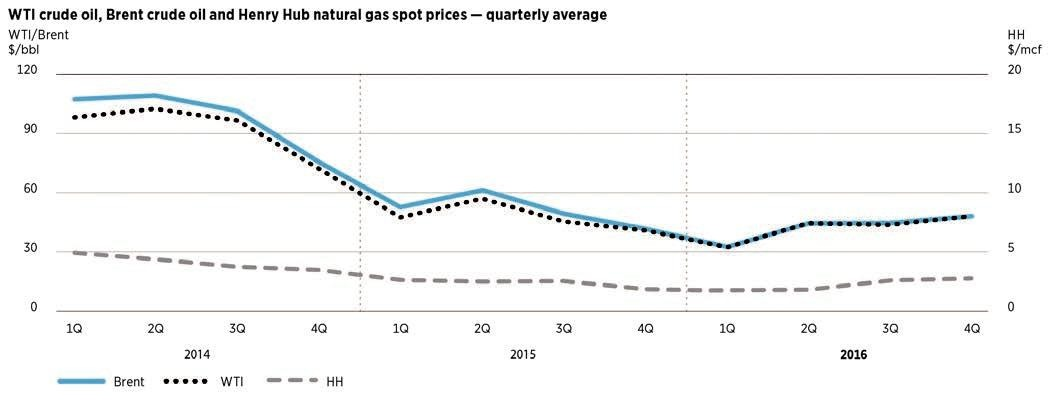 WTI crude oil, Brent crude oil and Henry Hub natural gas spot prices — quarterly average
WTI/Brent HH
$/bbl $/mcf
120 20
90 15
60 10
30 5
0 0
1Q 2Q 3Q 4Q 1Q 2Q 3Q 4Q 1Q 2Q 3Q 4Q
2014 2015 2016
Brent WTI HH